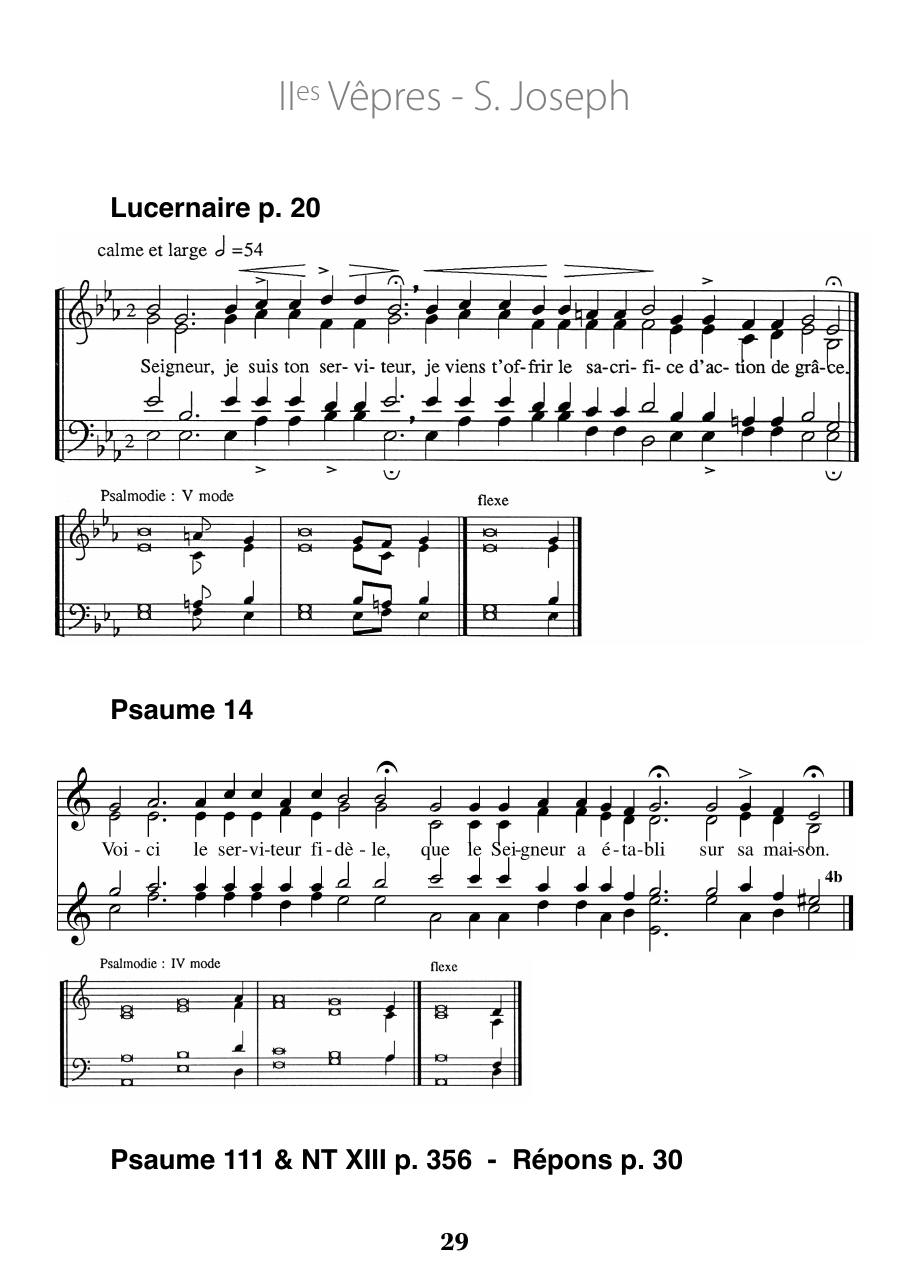 IIes Vêpres - S. Joseph
Lucernaire p. 20
calme et large 𝅗𝅥 =54
2
Seigneur, je suis ton ser- vi- teur, je viens t'of-frir le sa-cri- fi- ce d'ac- tion de grâ-ce.
2
Psalmodie : V mode
flexe
Psaume 14
Voi - ci le ser-vi-teur fi-dè - le, que le Sei-gneur a é-ta-bli sur sa mai-son.
4b
Psalmodie : IV mode
flexe
Psaume 111 & NT XIII p. 356 - Répons p. 30
29